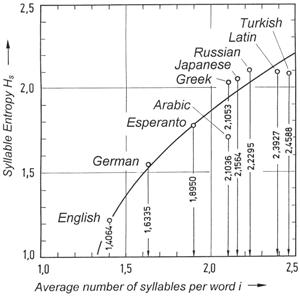 Syllable Entropy Hs
2,5
2,0
1,5
1,0
Turkish
Latin
Russian
Japanese
Greek
Arabic
Esperanto
German
English
1,4064
1,6335
1,8950
2,10536
2,1036
2,1564
2,2295
2,3927
2,4588
1,0 1,5 2,0 2,5
Average number of syllables per word i